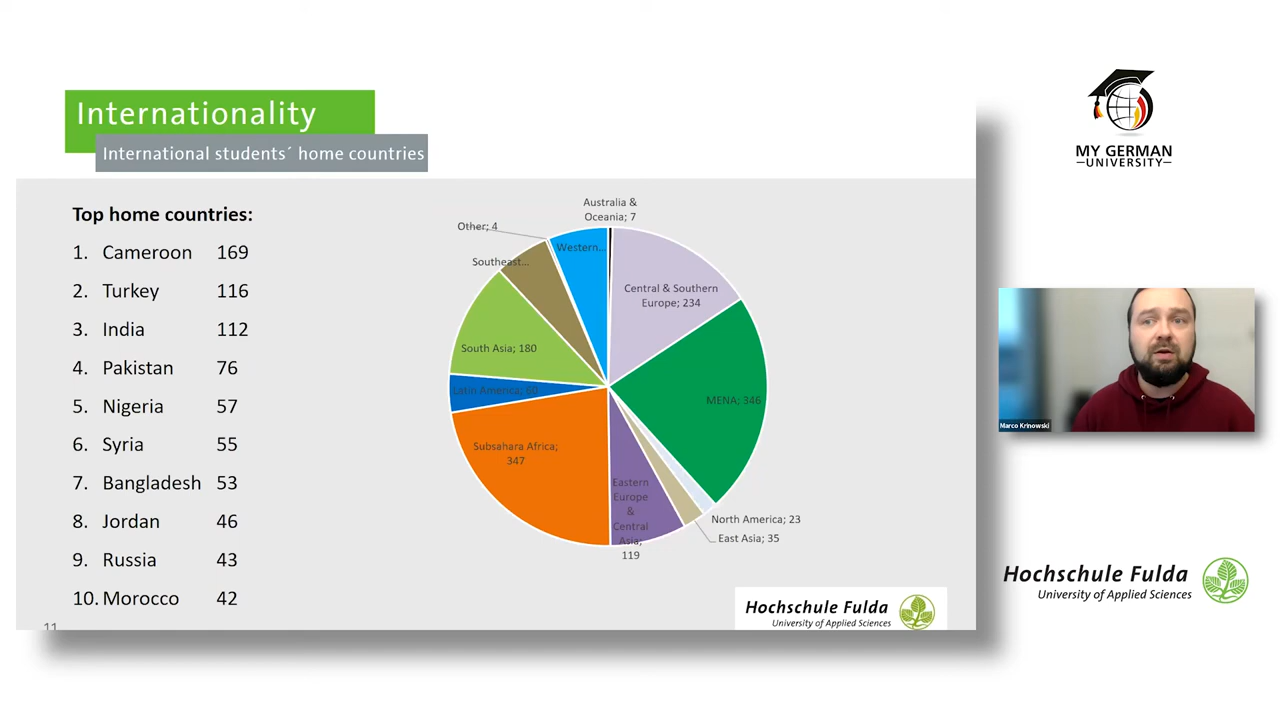 Internationality
International students´ home countries
Top home countries:
1. Cameroon 169
2. Turkey 116
3. India 112
4. Pakistan 76
5. Nigeria 57
6. Syria 55
7. Bangladesh 53
8. Jordan 46
9. Russia 43
10. Morocco 42
11
Australia &
Oceania; 7
Other; 4
Western...
Southeast...
Central & Southern
Europe; 234
South Asia; 180
Latin America; 60
MENA; 346
Subsahara Africa;
347
Eastern
Europe
&
Central
Asia;
119
North America; 23
East Asia; 35
Hochschule Fulda
University of Applied Sciences
MY GERMAN
UNIVERSITY
Marco Krinowski
Hochschule Fulda
University of Applied Sciences